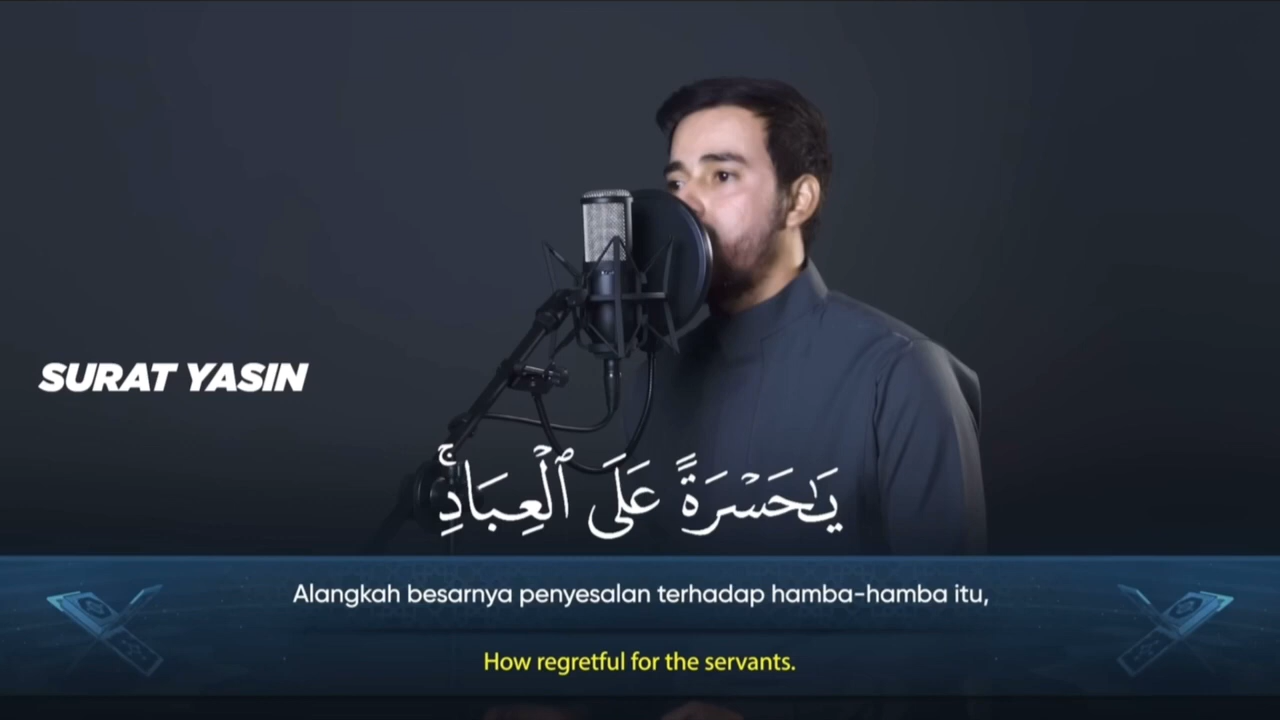 SURAT YASIN
يَـٰحَسْرَةً عَلَى ٱلْعِبَادِۚ
Alangkah besarnya penyesalan terhadap hamba-hamba itu,
How regretful for the servants.